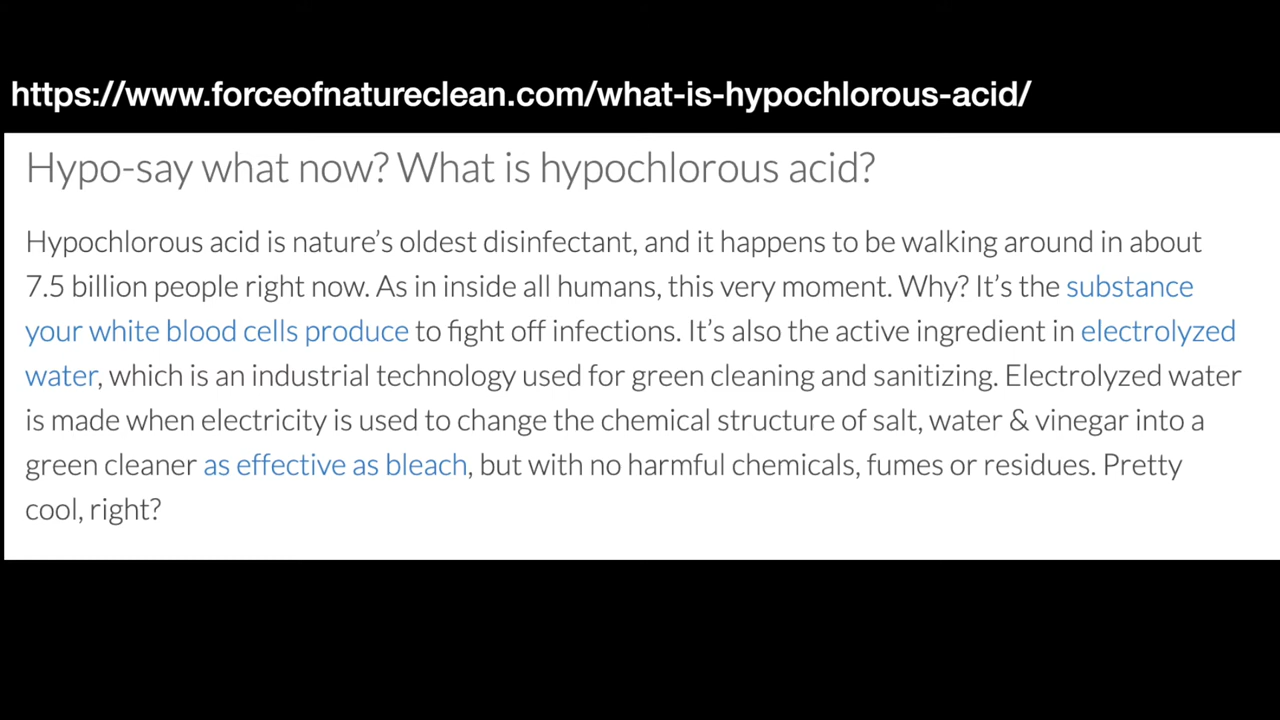 https://www.forceofnatureclean.com/what-is-hypochlorous-acid/
Hypo-say what now? What is hypochlorous acid?
Hypochlorous acid is nature’s oldest disinfectant, and it happens to be walking around in about
7.5 billion people right now. As in inside all humans, this very moment. Why? It’s the substance
your white blood cells produce to fight off infections. It’s also the active ingredient in electrolyzed
water, which is an industrial technology used for green cleaning and sanitizing. Electrolyzed water
is made when electricity is used to change the chemical structure of salt, water & vinegar into a
green cleaner as effective as bleach, but with no harmful chemicals, fumes or residues. Pretty
cool, right?